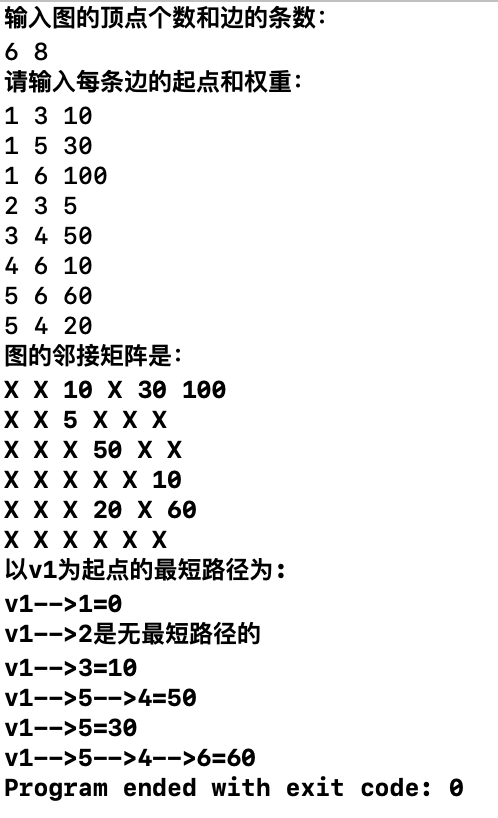 输入图的顶点个数和边的条数：
6 8
请输入每条边的起点和权重：
1 3 10
1 5 30
1 6 100
2 3 5
3 4 50
4 6 10
5 6 60
5 4 20
图的邻接矩阵是：
X X 10 X 30 100
X X 5 X X X
X X X 50 X X
X X X X X 10
X X X 20 X 60
X X X X X X
以v1为起点的最短路径为:
v1-->1=0
v1-->2是无最短路径的
v1-->3=10
v1-->5-->4=50
v1-->5=30
v1-->5-->4-->6=60
Program ended with exit code: 0